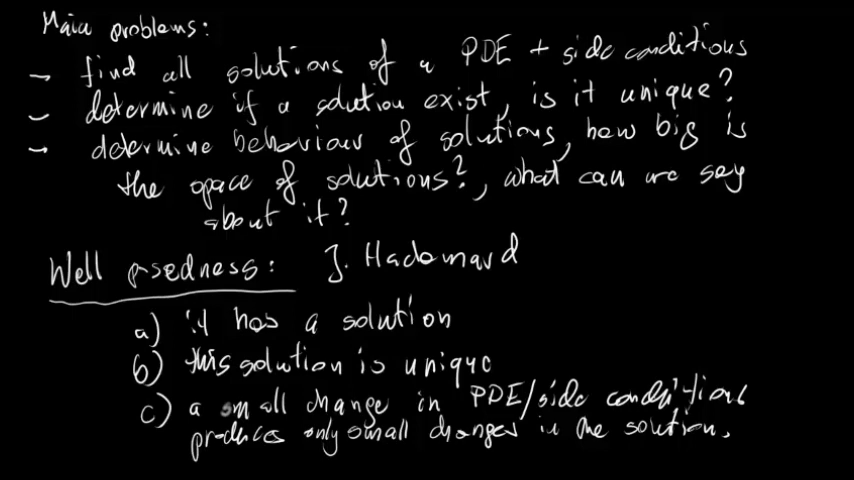 Main problems:
- find all solutions of a PDE + side conditions
- determine if a solution exist, is it unique?
- determine behaviour of solutions, how big is
the space of solutions?, what can we say
about it?
Well posedness: J. Hadamard
a) it has a solution
b) this solution is unique
c) a small change in PDE/side conditions
produces only small changes in the solution.